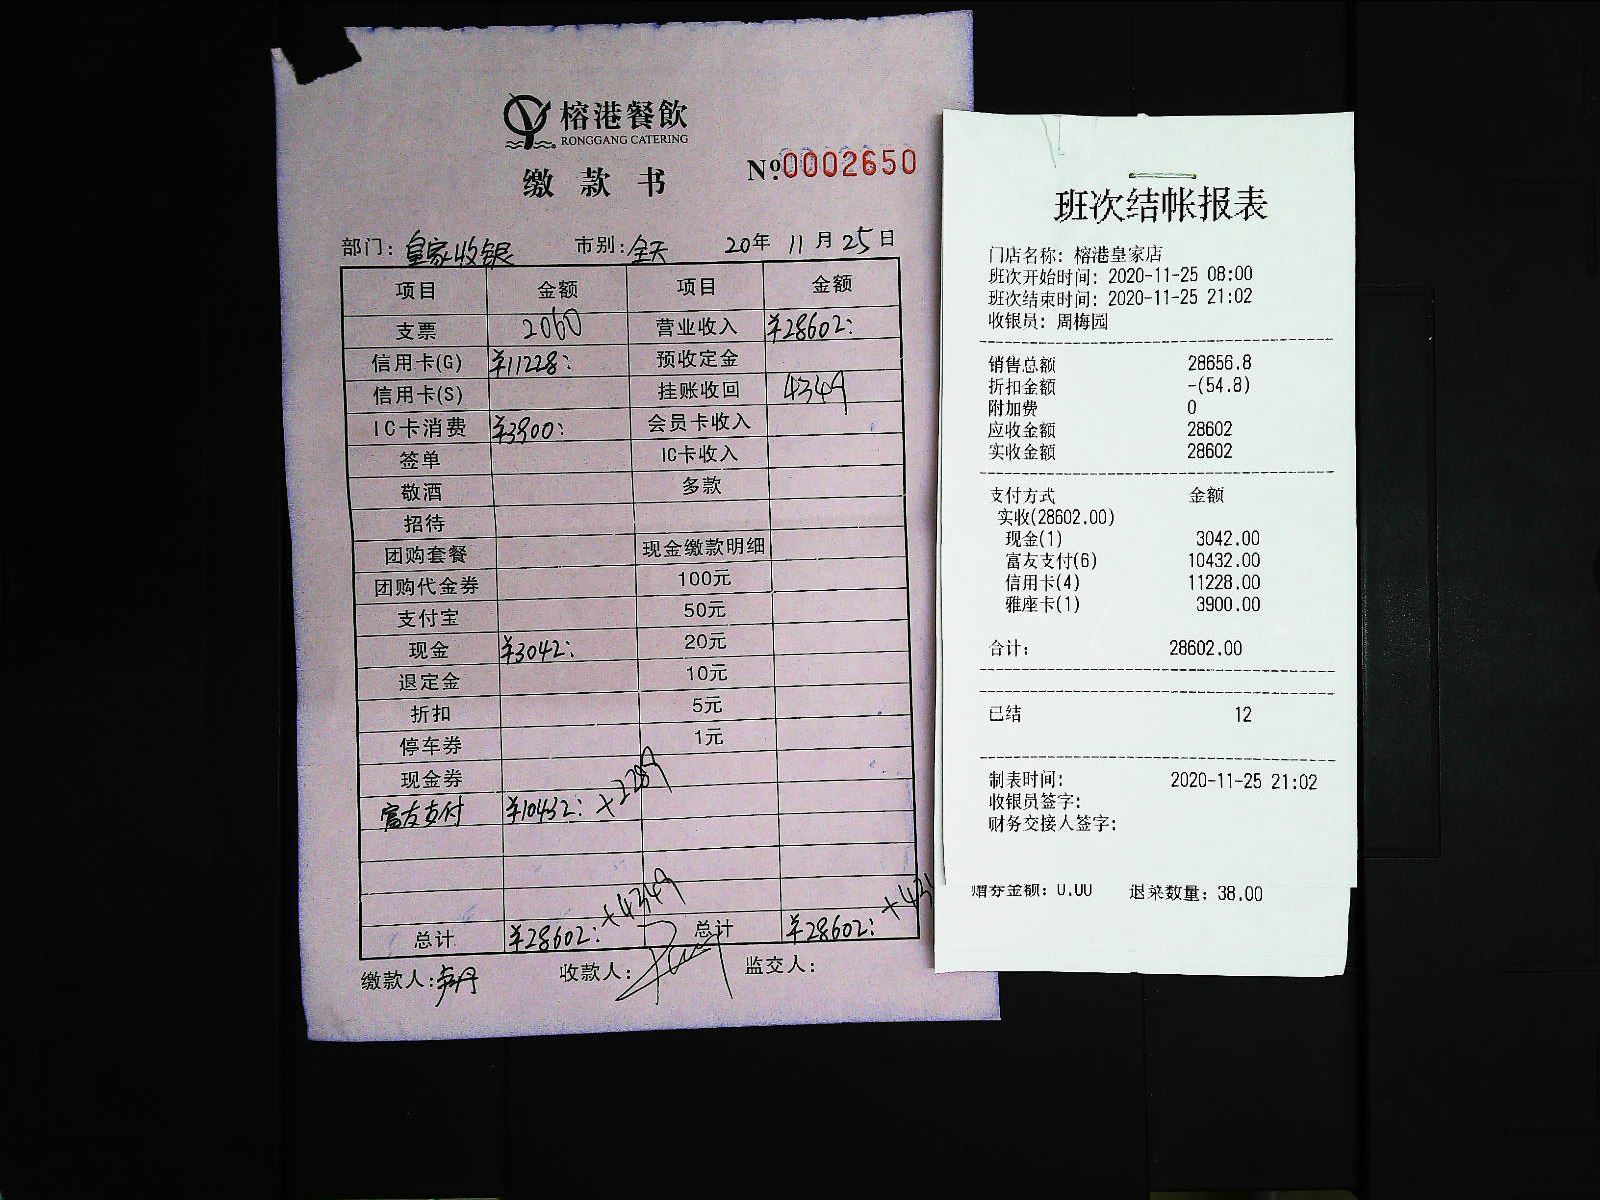 榕港餐飲
RONGGANG CATERING
缴款书
№0002650
部门：皇家收银 市别：全天 20年11月25日
项目 金额 项目 金额
支票 2060 营业收入 ¥28602：
信用卡(G) ¥11228： 预收定金
信用卡(S) 挂账收回 4349
IC卡消费 ¥3900： 会员卡收入
签单 IC卡收入
敬酒 多款
招待
团购套餐 现金缴款明细
团购代金券 100元
支付宝 50元
现金 ¥3042： 20元
退定金 10元
折扣 5元
停车券 1元
现金券
富友支付 ¥10432：+2289
总计 ¥28602：+4349 总计 ¥28602：+43
缴款人： 收款人： 监交人：
班次结帐报表
门店名称: 榕港皇家店
班次开始时间: 2020-11-25 08:00
班次结束时间: 2020-11-25 21:02
收银员: 周梅园
销售总额 28656.8
折扣金额 -(54.8)
附加费 0
应收金额 28602
实收金额 28602
支付方式 金额
实收(28602.00)
现金(1) 3042.00
富友支付(6) 10432.00
信用卡(4) 11228.00
雅座卡(1) 3900.00
合计: 28602.00
已结 12
制表时间: 2020-11-25 21:02
收银员签字:
财务交接人签字:
赠券金额: 0.00 退菜数量: 38.00